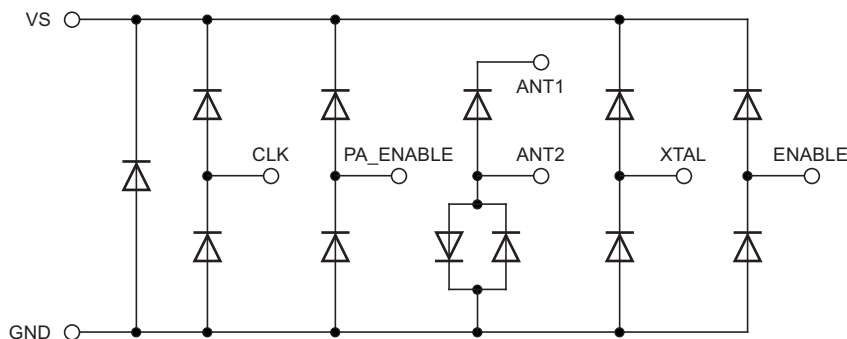 VS
ANT1
CLK
PA_ENABLE
ANT2
XTAL
ENABLE
GND